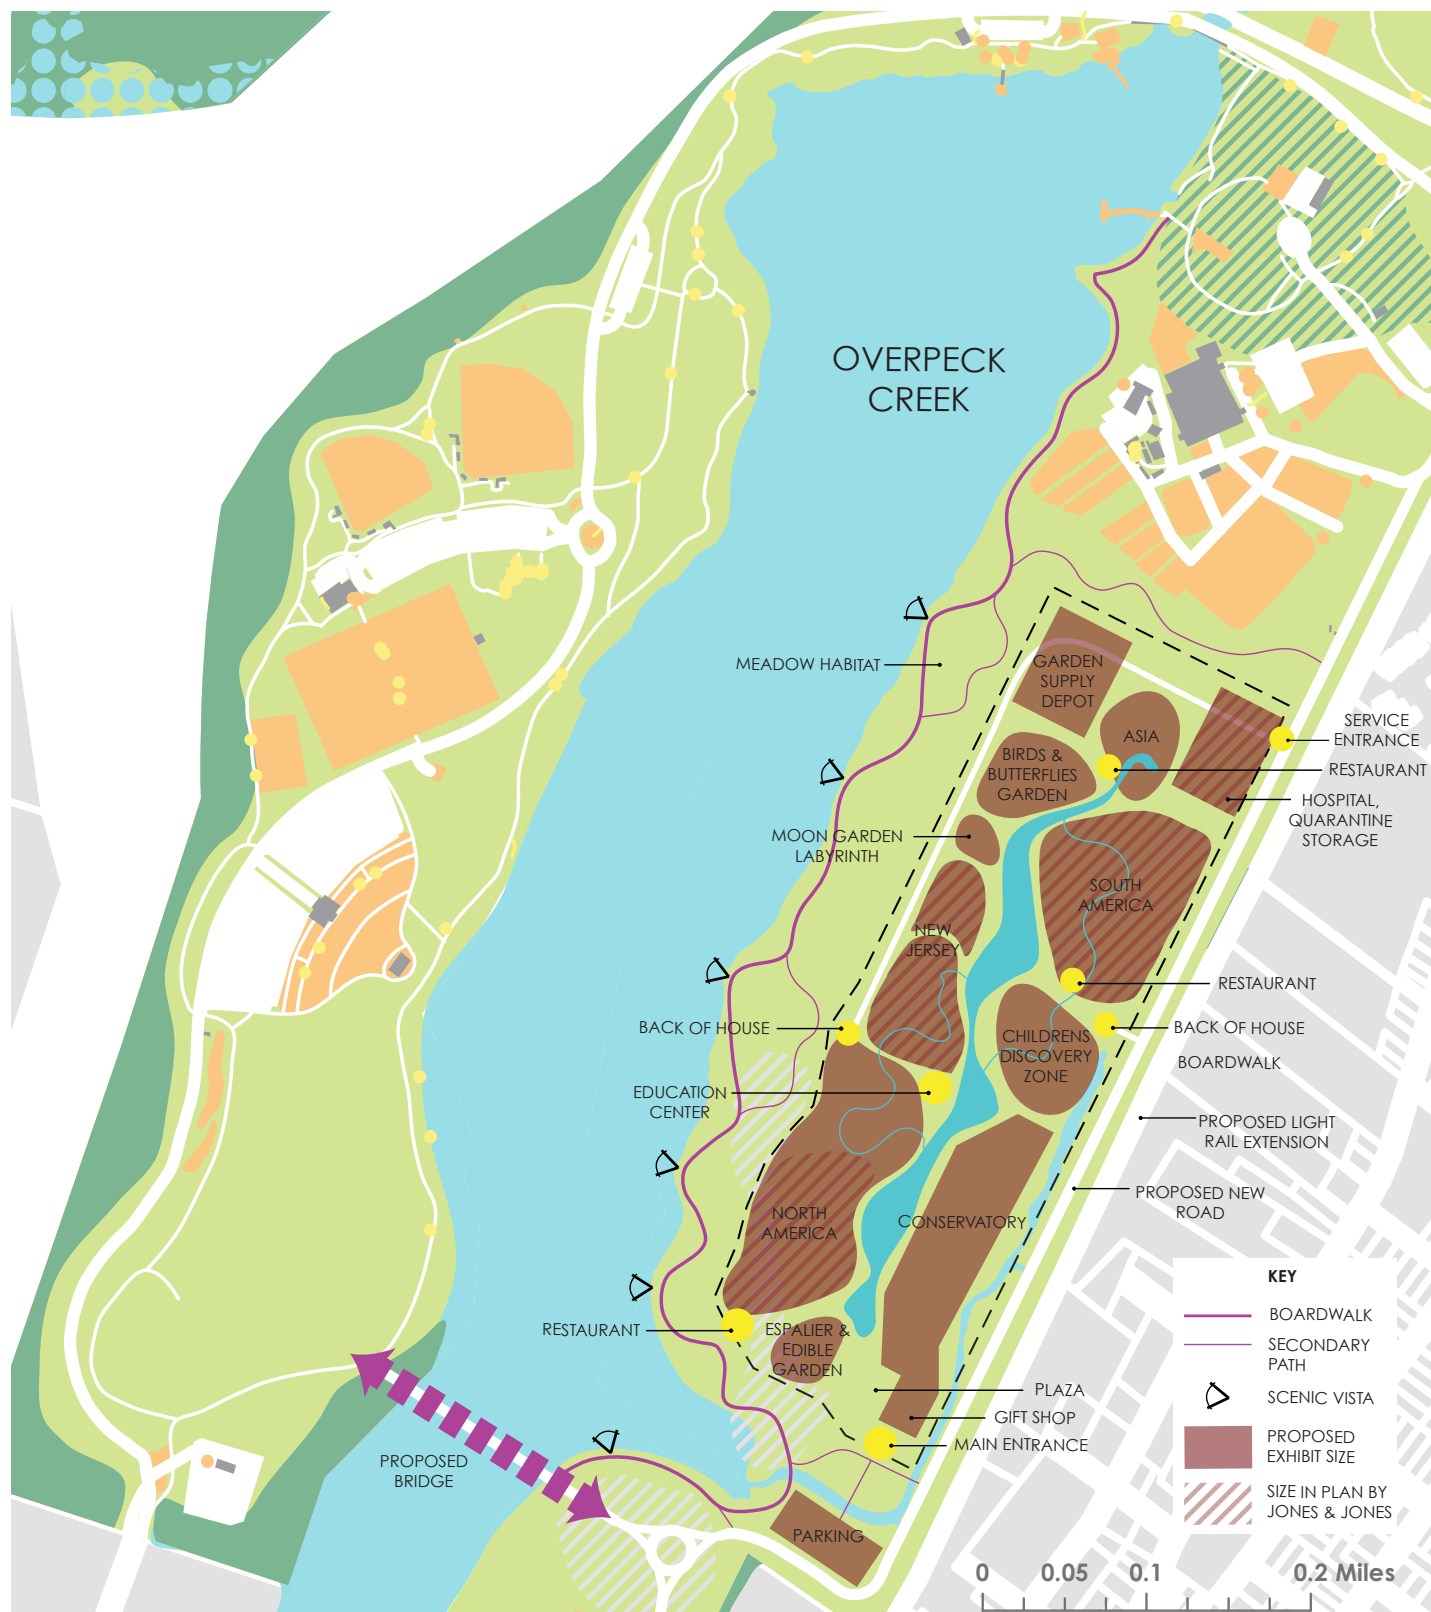 OVERPECK
CREEK
MEADOW HABITAT
GARDEN
SUPPLY
DEPOT
ASIA
SERVICE
ENTRANCE
RESTAURANT
BIRDS &
BUTTERFLIES
GARDEN
HOSPITAL,
QUARANTINE
STORAGE
MOON GARDEN
LABYRINTH
SOUTH
AMERICA
NEW
JERSEY
RESTAURANT
BACK OF HOUSE
BACK OF HOUSE
CHILDRENS
DISCOVERY
ZONE
BOARDWALK
EDUCATION
CENTER
PROPOSED LIGHT
RAIL EXTENSION
PROPOSED NEW
ROAD
NORTH
AMERICA
CONSERVATORY
RESTAURANT
ESPALIER &
EDIBLE
GARDEN
PLAZA
GIFT SHOP
MAIN ENTRANCE
PROPOSED
BRIDGE
PARKING
KEY
BOARDWALK
SECONDARY
PATH
SCENIC VISTA
PROPOSED
EXHIBIT SIZE
SIZE IN PLAN BY
JONES & JONES
0 0.05 0.1 0.2 Miles